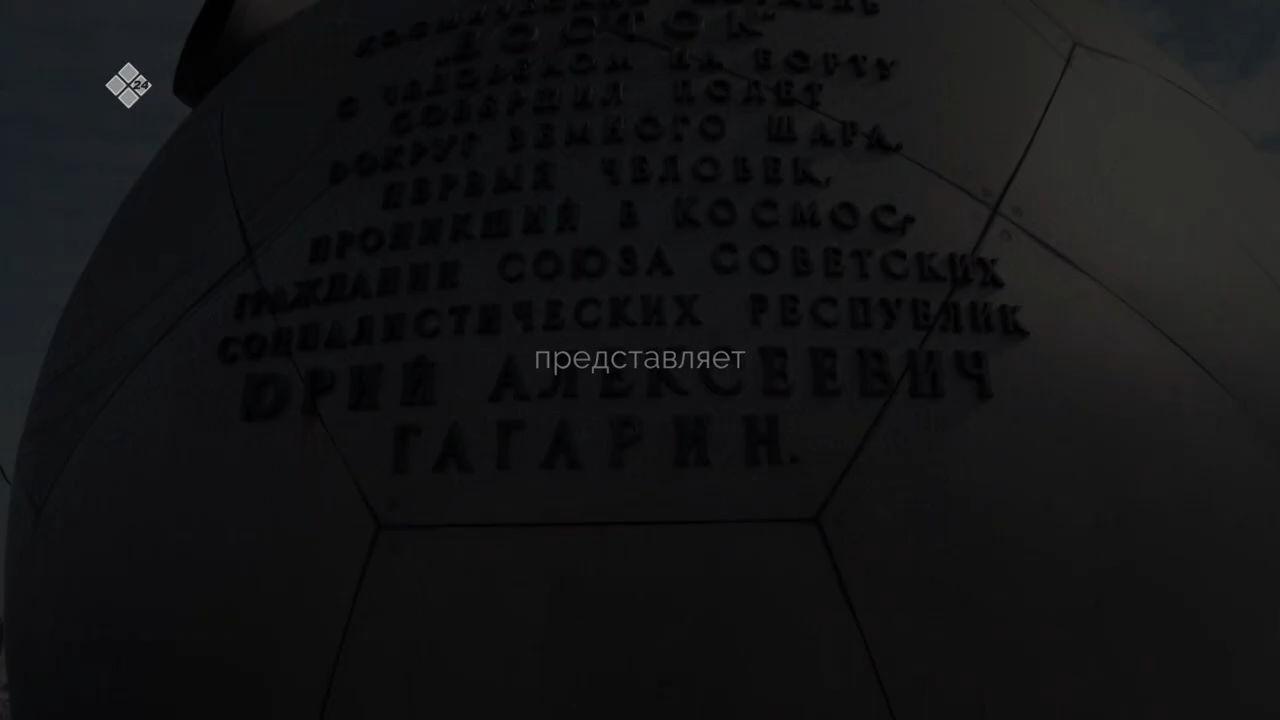 24
"ВОСТОК"
С ЧЕЛОВЕКОМ НА БОРТУ
СОВЕРШИЛ ПОЛЕТ
ВОКРУГ ЗЕМНОГО ШАРА.
ПЕРВЫЙ ЧЕЛОВЕК,
ПРОНИКШИЙ В КОСМОС,
ГРАЖДАНИН СОЮЗА СОВЕТСКИХ
СОЦИАЛИСТИЧЕСКИХ РЕСПУБЛИК
представляет
ЮРИЙ АЛЕКСЕЕВИЧ
ГАГАРИН.